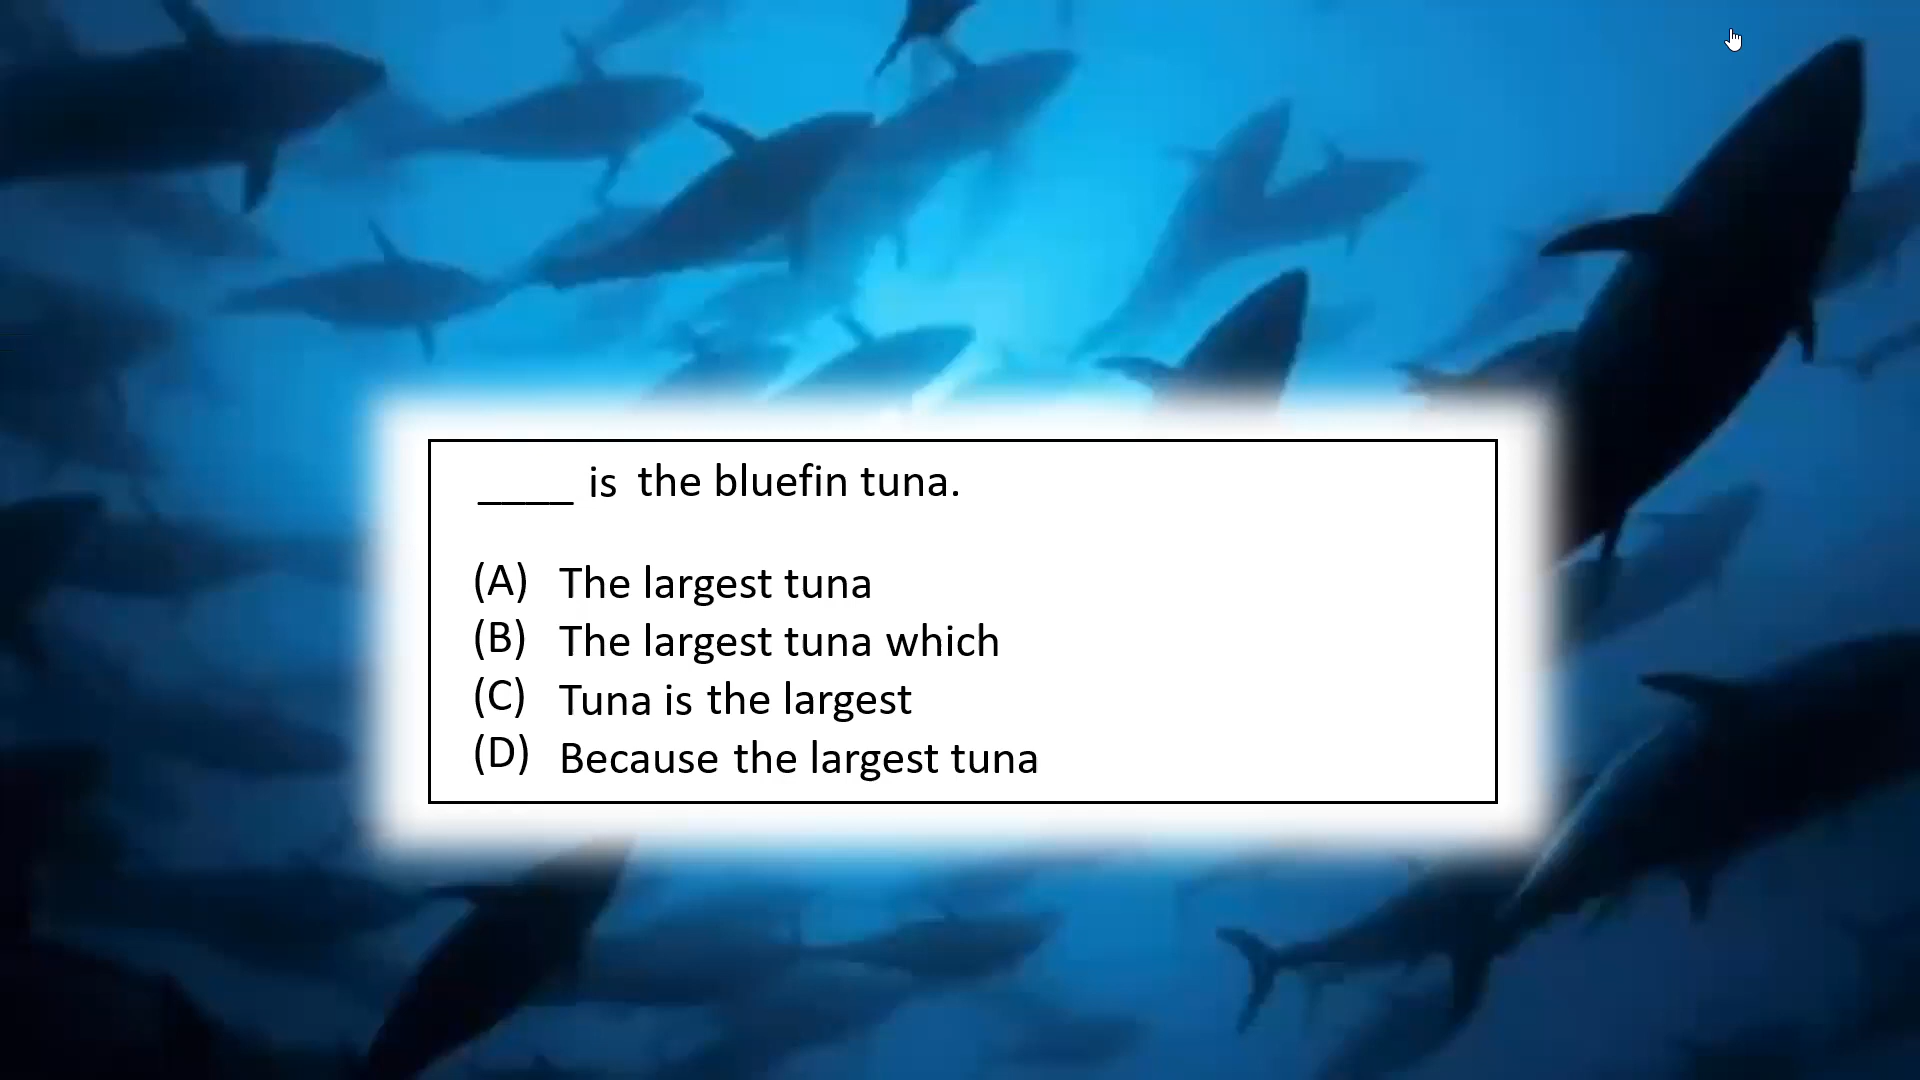 ____ is the bluefin tuna.
(A) The largest tuna
(B) The largest tuna which
(C) Tuna is the largest
(D) Because the largest tuna